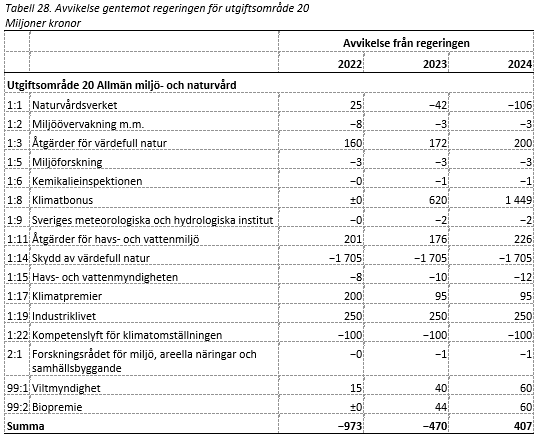 Tabell 28. Avvikelse gentemot regeringen för utgiftsområde 20
Miljoner kronor
Avvikelse från regeringen
2022 2023 2024
Utgiftsområde 20 Allmän miljö- och naturvård
1:1 Naturvårdsverket 25 −42 −106
1:2 Miljöövervakning m.m. −8 −3 −3
1:3 Åtgärder för värdefull natur 160 172 200
1:5 Miljöforskning −3 −3 −3
1:6 Kemikalieinspektionen −0 −1 −1
1:8 Klimatbonus ±0 620 1 449
1:9 Sveriges meteorologiska och hydrologiska institut −0 −2 −2
1:11 Åtgärder för havs- och vattenmiljö 201 176 226
1:14 Skydd av värdefull natur −1 705 −1 705 −1 705
1:15 Havs- och vattenmyndigheten −8 −10 −12
1:17 Klimatpremier 200 95 95
1:19 Industriklivet 250 250 250
1:22 Kompetenslyft för klimatomställningen −100 −100 −100
2:1 Forskningsrådet för miljö, areella näringar och −0 −1 −1
samhällsbyggande
99:1 Viltmyndighet 15 40 60
99:2 Biopremie ±0 44 60
Summa −973 −470 407